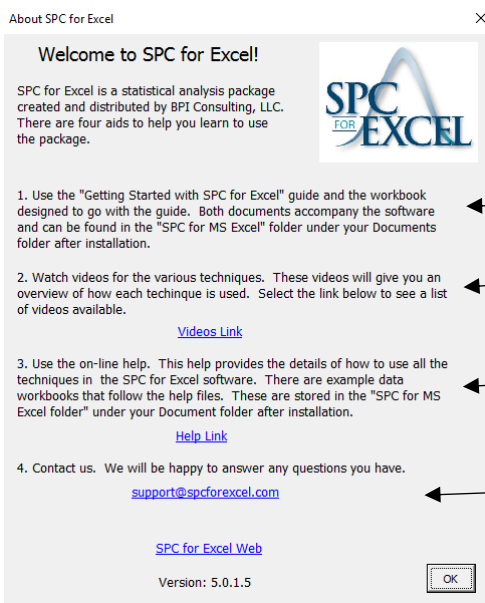 About SPC for Excel
Welcome to SPC for Excel!
SPC for Excel is a statistical analysis package
created and distributed by BPI Consulting, LLC.
There are four aids to help you learn to use
the package.
SPC
FOR EXCEL
1. Use the "Getting Started with SPC for Excel" guide and the workbook
designed to go with the guide. Both documents accompany the software
and can be found in the "SPC for MS Excel" folder under your Documents
folder after installation.
2. Watch videos for the various techniques. These videos will give you an
overview of how each techinque is used. Select the link below to see a list
of videos available.
Videos Link
3. Use the on-line help. This help provides the details of how to use all the
techniques in the SPC for Excel software. There are example data
workbooks that follow the help files. These are stored in the "SPC for MS
Excel folder" under your Document folder after installation.
Help Link
4. Contact us. We will be happy to answer any questions you have.
support@spcforexcel.com
SPC for Excel Web
Version: 5.0.1.5
OK